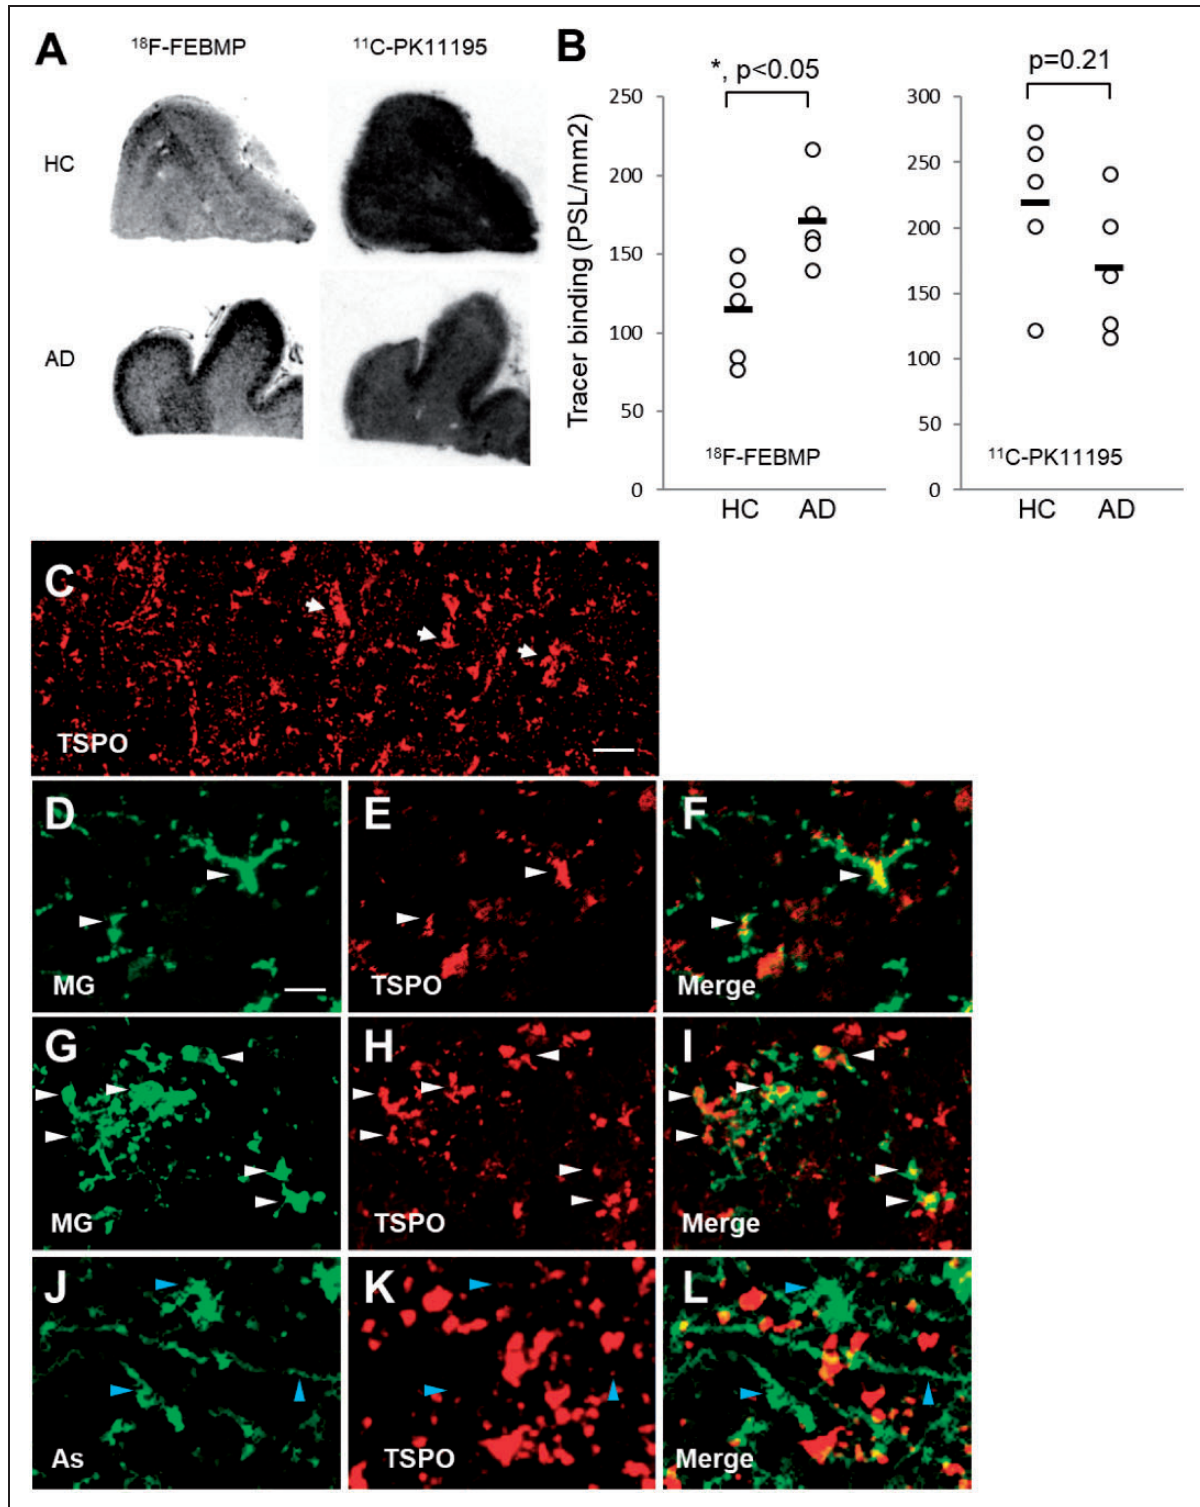 A
¹⁸F-FEBMP
¹¹C-PK11195
HC
AD
B
*, p<0.05
p=0.21
Tracer binding (PSL/mm2)
250
200
150
100
50
0
¹⁸F-FEBMP
HC
AD
300
250
200
150
100
50
0
¹¹C-PK11195
HC
AD
C
TSPO
D
MG
E
TSPO
F
Merge
G
MG
H
TSPO
I
Merge
J
As
K
TSPO
L
Merge